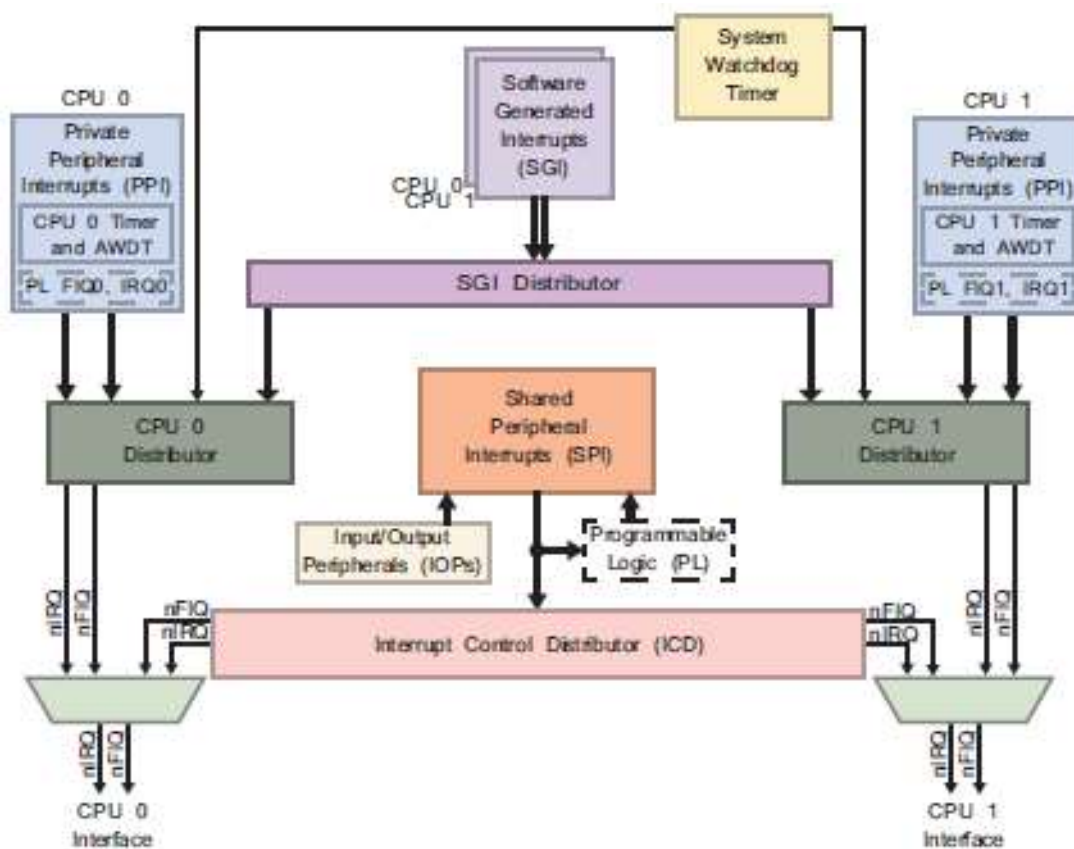 System
Watchdog
Timer
Software
Generated
Interrupts
(SGI)
CPU 0
CPU 1
CPU 0
Private
Peripheral
Interrupts (PPI)
CPU 0 Timer
and AWDT
PL FIQ0, IRQ0
CPU 1
Private
Peripheral
Interrupts (PPI)
CPU 1 Timer
and AWDT
PL FIQ1, IRQ1
SGI Distributor
CPU 0
Distributor
Shared
Peripheral
Interrupts (SPI)
CPU 1
Distributor
Input/Output
Peripherals (IOPs)
Programmable
Logic (PL)
nIRQ
nFIQ
nFIQ
nIRQ
Interrupt Control Distributor (ICD)
nFIQ
nIRQ
nIRQ
nFIQ
nIRQ
nFIQ
CPU 0
Interface
nIRQ
nFIQ
CPU 1
Interface